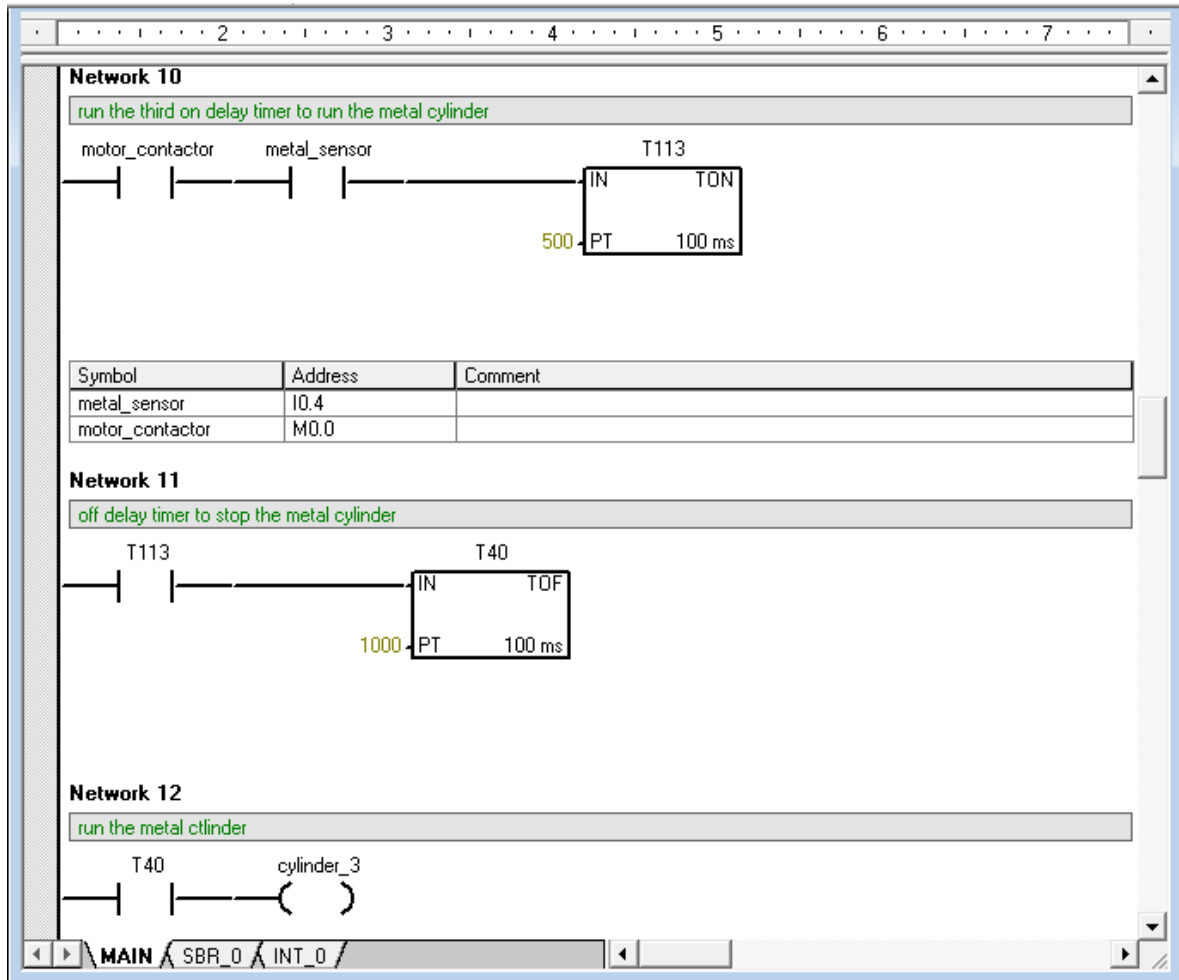 2 3 4 5 6 7
Network 10
run the third on delay timer to run the metal cylinder
motor_contactor metal_sensor T113
IN TON
500 PT 100 ms
Symbol Address Comment
metal_sensor I0.4
motor_contactor M0.0
Network 11
off delay timer to stop the metal cylinder
T113 T40
IN TOF
1000 PT 100 ms
Network 12
run the metal ctlinder
T40 cylinder_3
MAIN SBR_0 INT_0